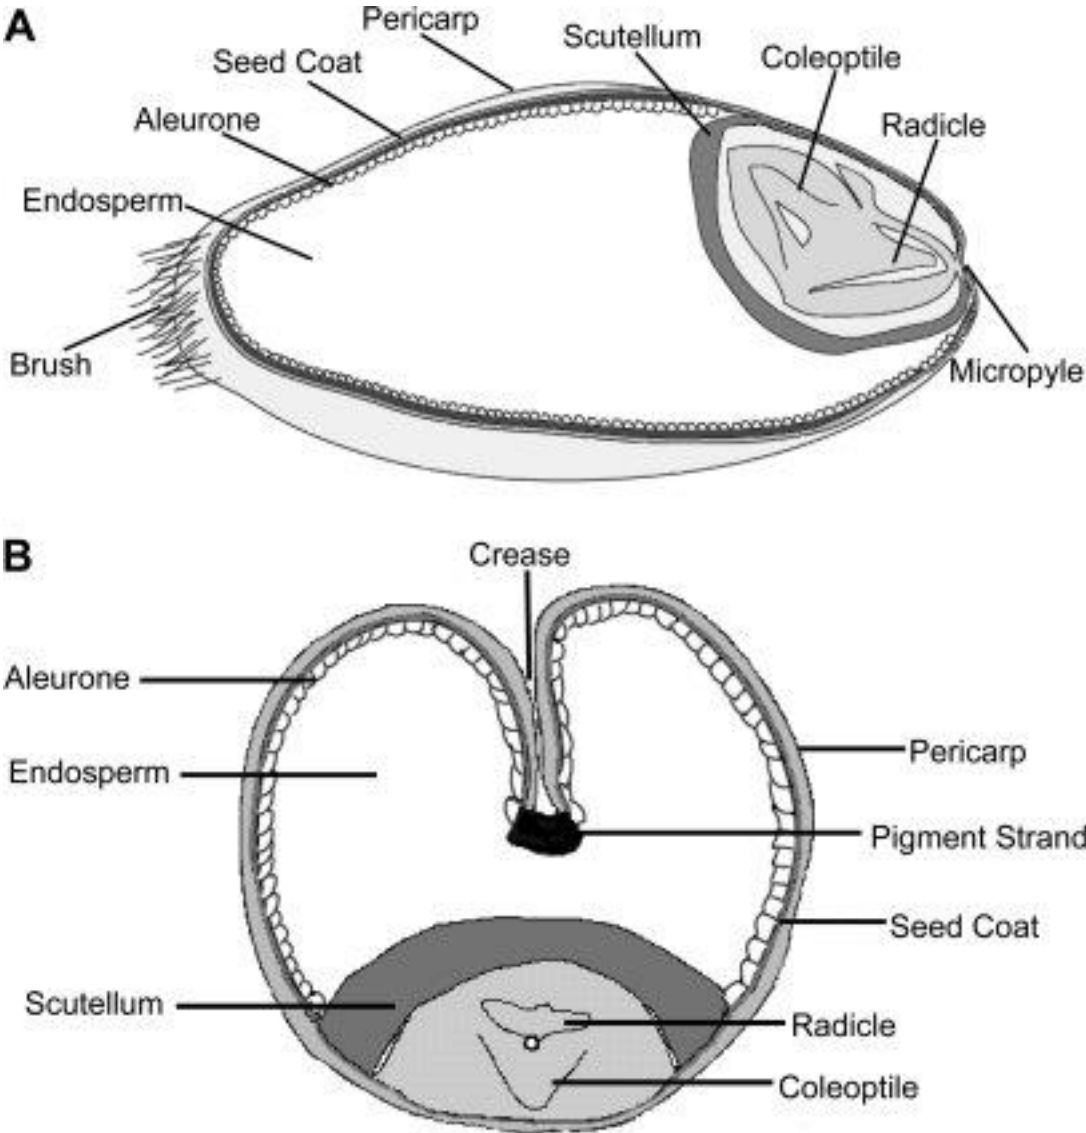 A
Pericarp
Scutellum
Seed Coat
Coleoptile
Aleurone
Radicle
Endosperm
Brush
Micropyle
B
Crease
Aleurone
Endosperm
Pericarp
Pigment Strand
Seed Coat
Scutellum
Radicle
Coleoptile